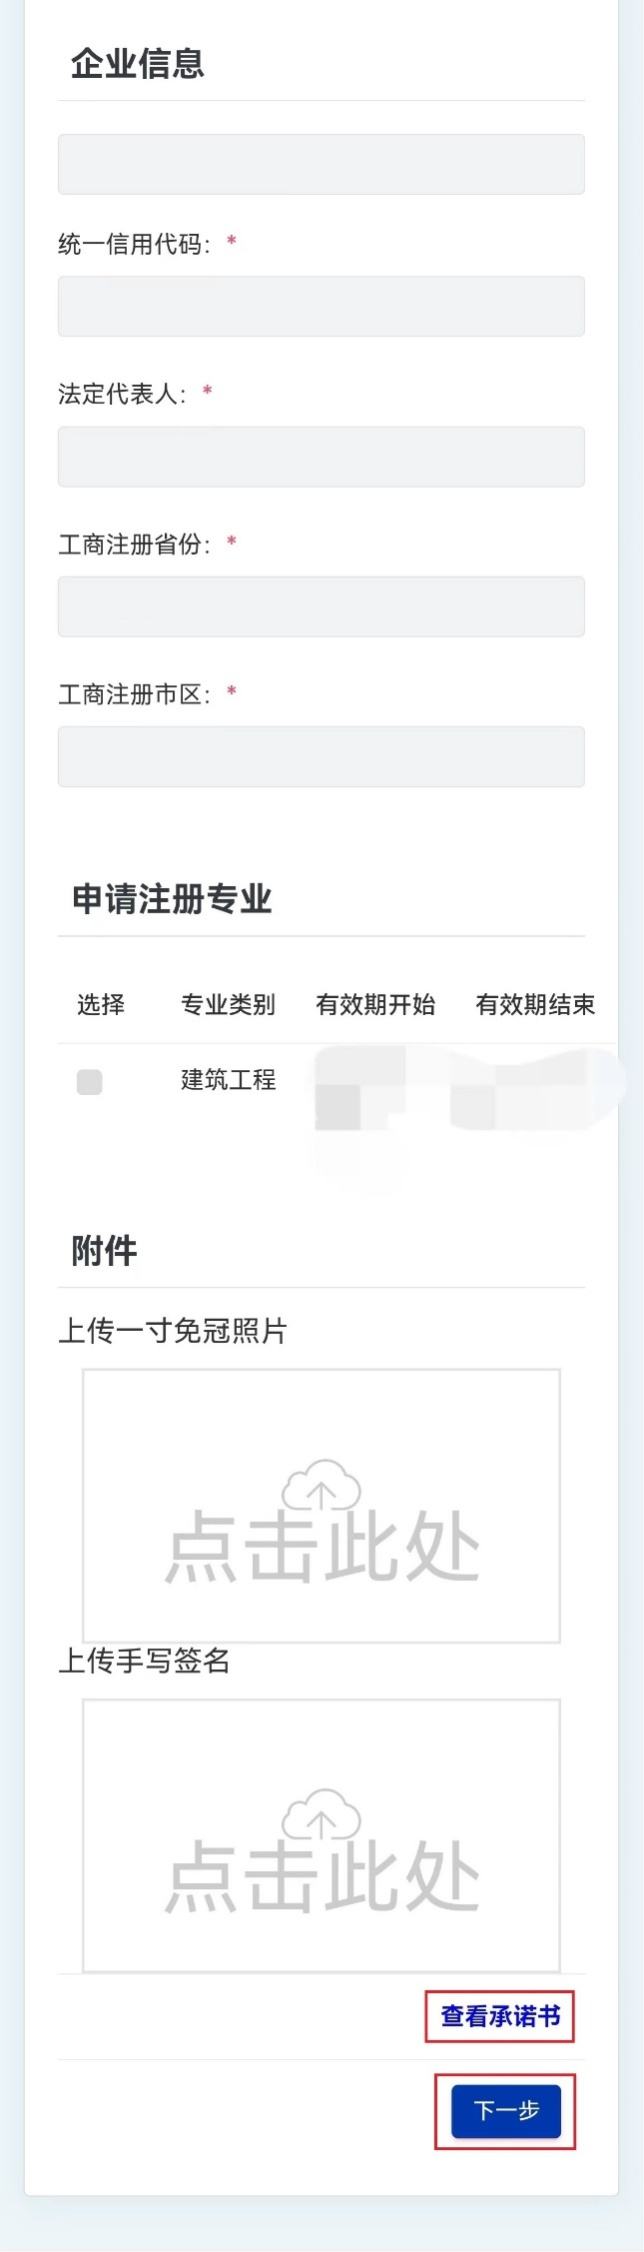 企业信息
统一信用代码： *
法定代表人： *
工商注册省份： *
工商注册市区： *
申请注册专业
选择 专业类别 有效期开始 有效期结束
建筑工程
附件
上传一寸免冠照片
点击此处
上传手写签名
点击此处
查看承诺书
下一步